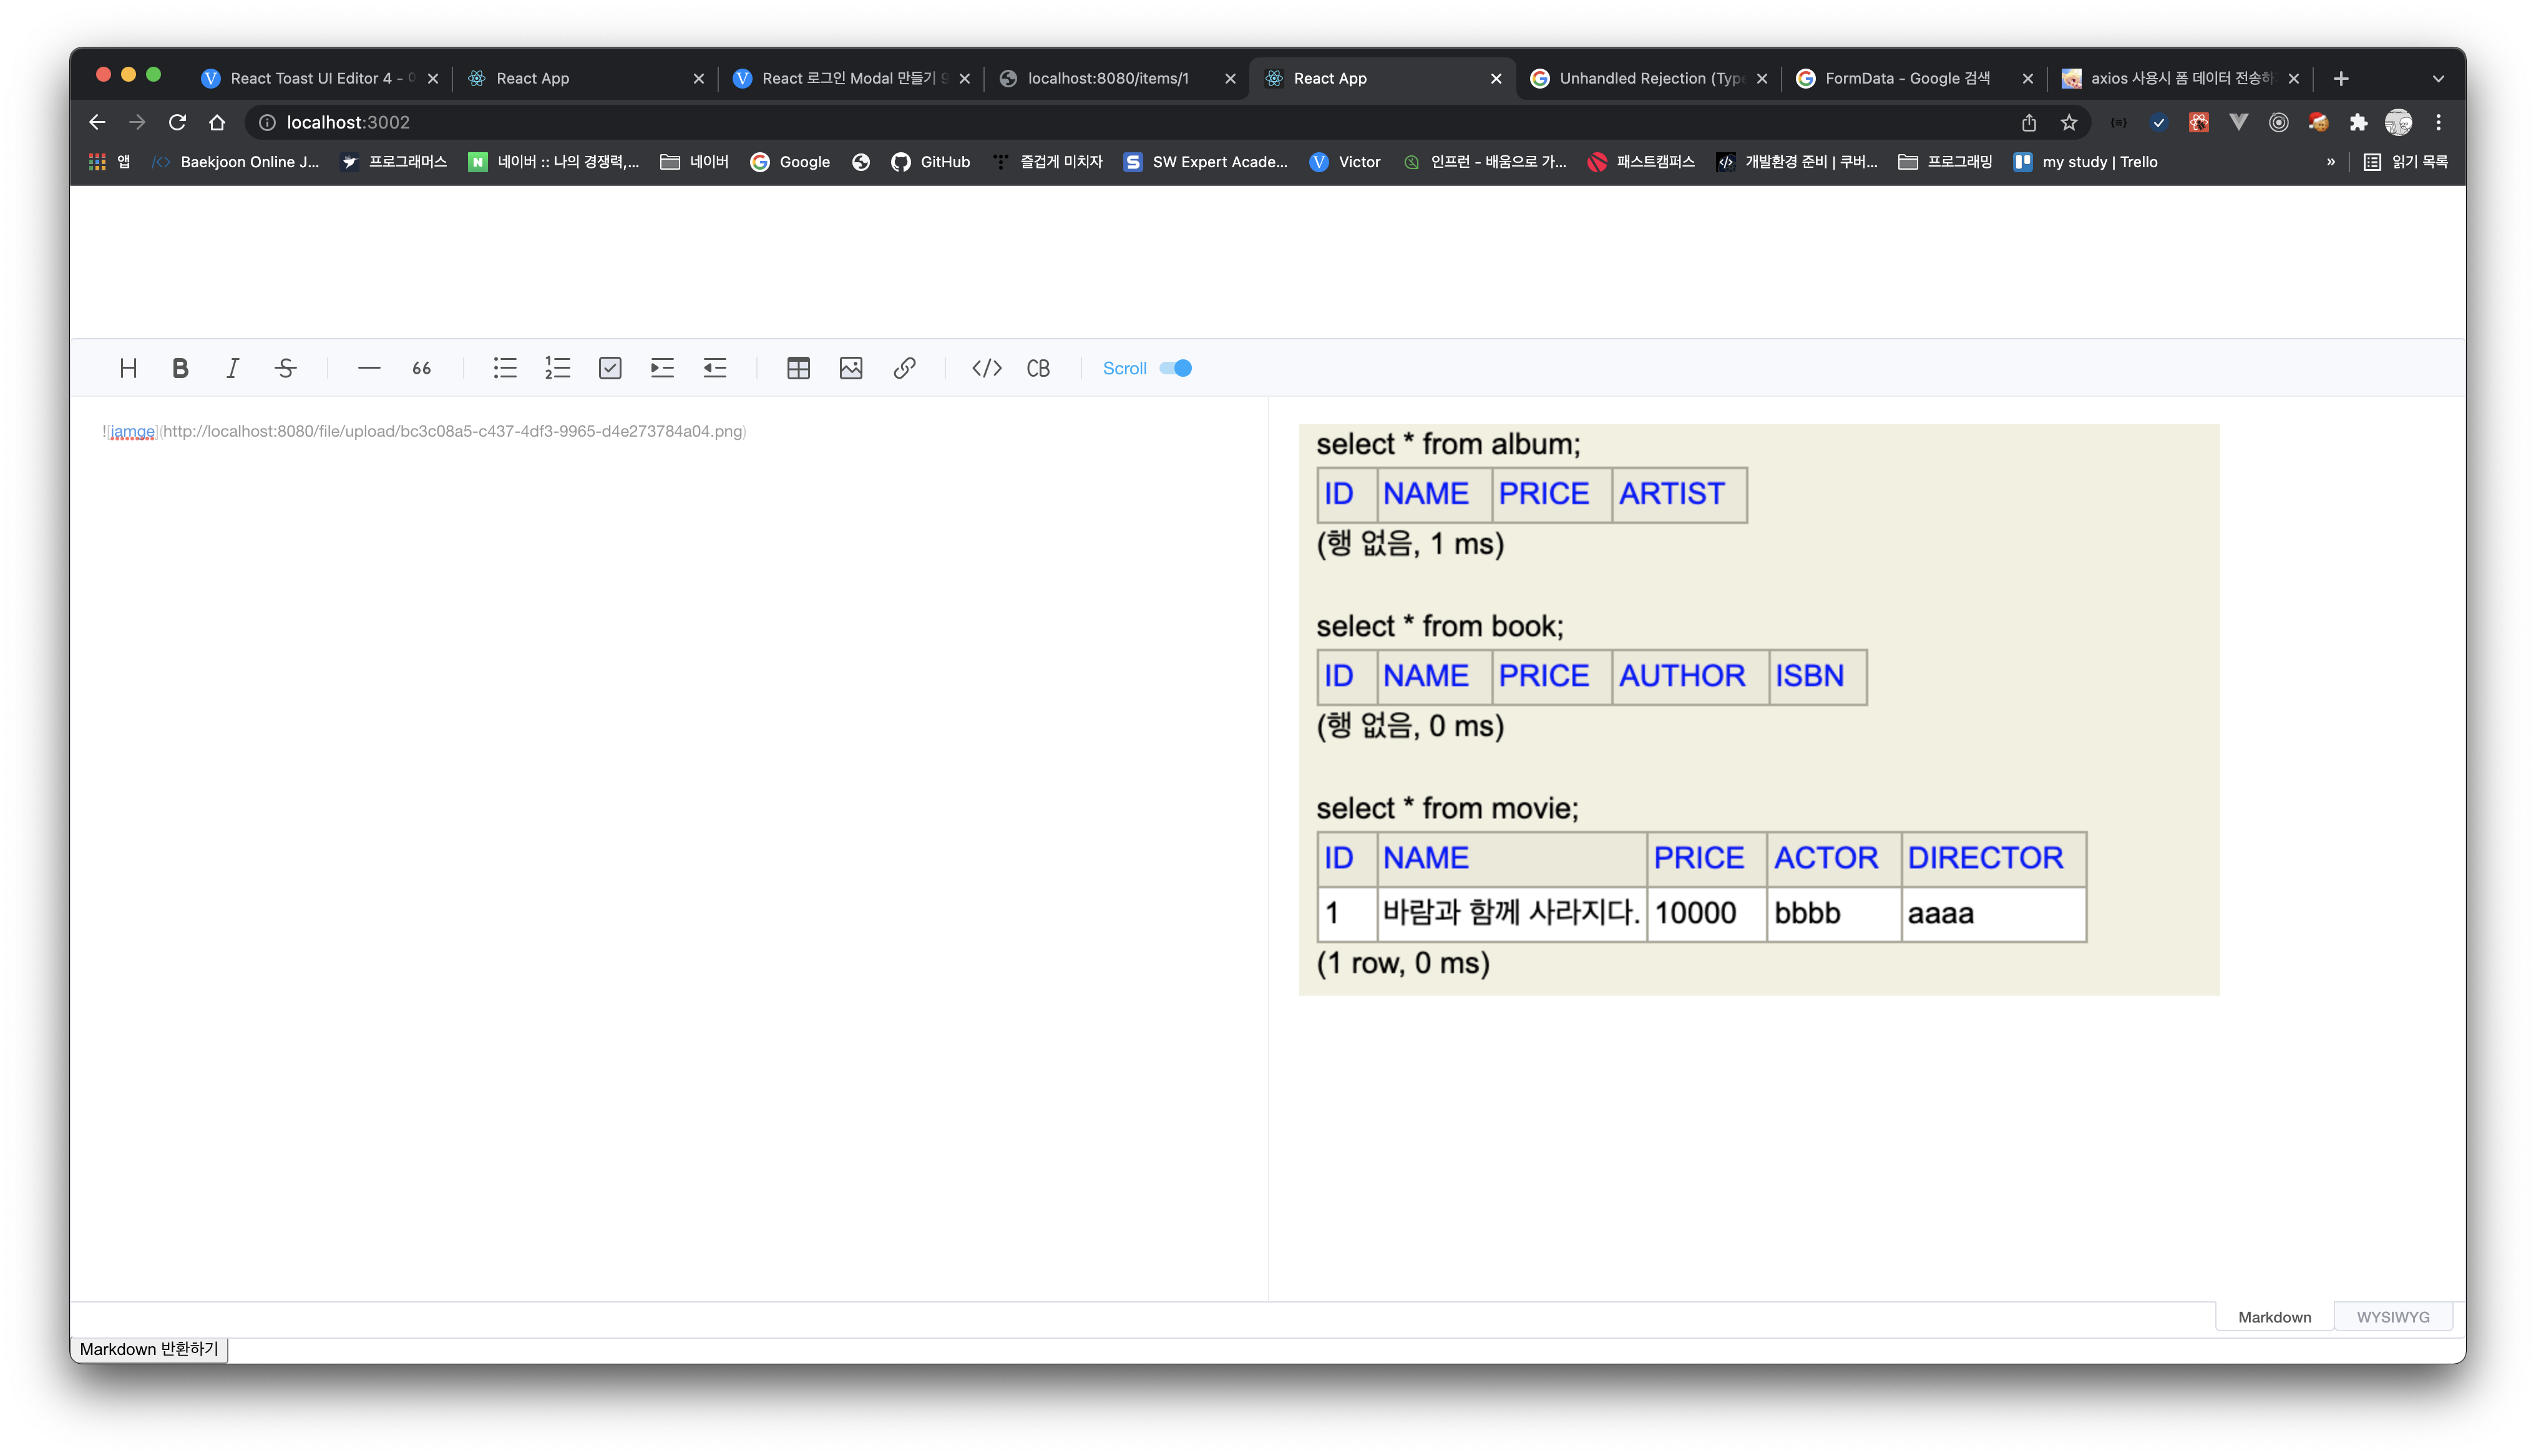 React Toast UI Editor 4 -
React App
React 로그인 Modal 만들기
localhost:8080/items/1
React App
Unhandled Rejection (Type
FormData - Google 검색
axios 사용시 폼 데이터 전송하
localhost:3002
앱
Baekjoon Online J...
프로그래머스
네이버 :: 나의 경쟁력,...
네이버
Google
GitHub
즐겁게 미치자
SW Expert Acade...
Victor
인프런 - 배움으로 가...
패스트캠퍼스
개발환경 준비 | 쿠버...
프로그래밍
my study | Trello
»
읽기 목록
H B I S 66 </> CB Scroll
![iamge](http://localhost:8080/file/upload/bc3c08a5-c437-4df3-9965-d4e273784a04.png)
select * from album;
ID NAME PRICE ARTIST
(행 없음, 1 ms)
select * from book;
ID NAME PRICE AUTHOR ISBN
(행 없음, 0 ms)
select * from movie;
ID NAME PRICE ACTOR DIRECTOR
1 바람과 함께 사라지다. 10000 bbbb aaaa
(1 row, 0 ms)
Markdown WYSIWYG
Markdown 반환하기